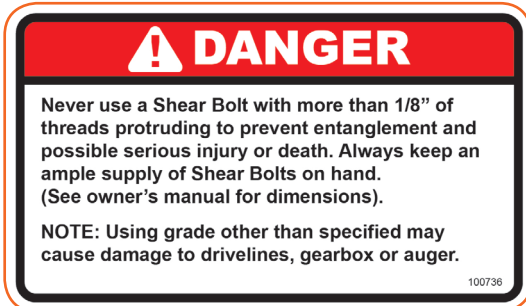 DANGER
Never use a Shear Bolt with more than 1/8” of
threads protruding to prevent entanglement and
possible serious injury or death. Always keep an
ample supply of Shear Bolts on hand.
(See owner’s manual for dimensions).
NOTE: Using grade other than specified may
cause damage to drivelines, gearbox or auger.
100736